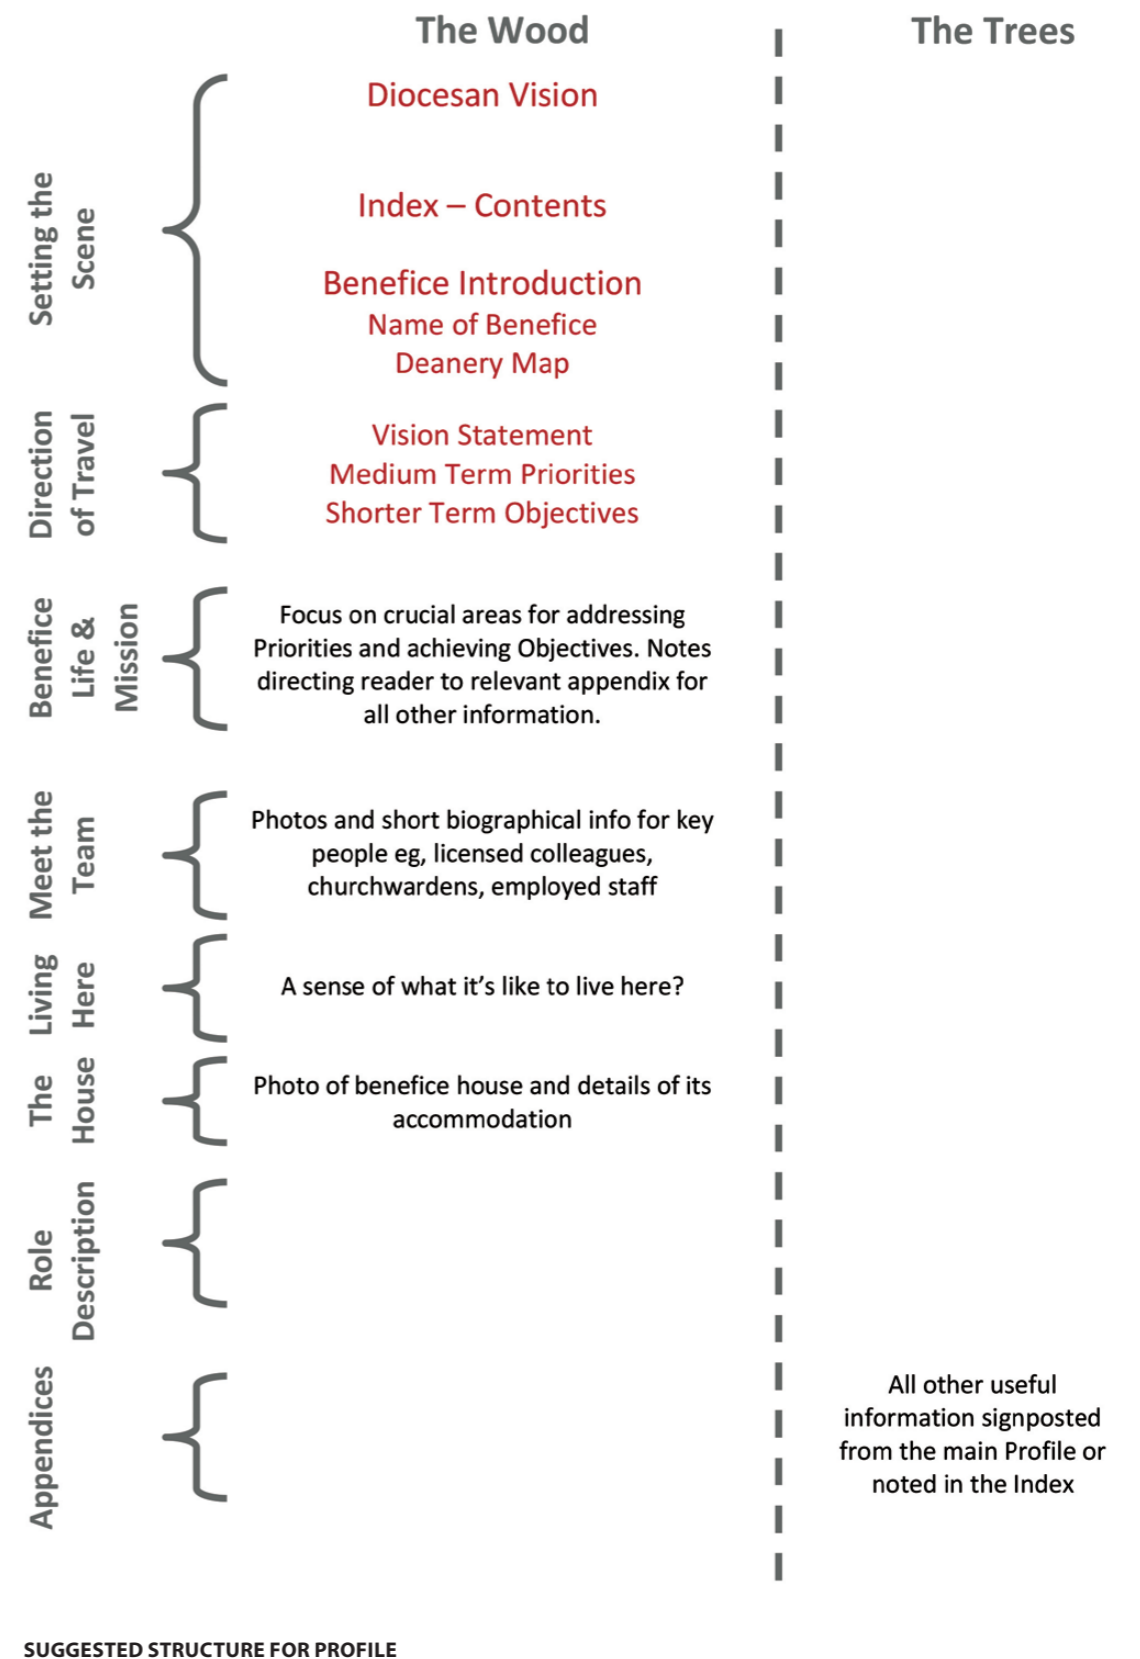 The Wood
The Trees
Setting the
Scene
Diocesan Vision
Index – Contents
Benefice Introduction
Name of Benefice
Deanery Map
Direction
of Travel
Vision Statement
Medium Term Priorities
Shorter Term Objectives
Benefice
Life &
Mission
Focus on crucial areas for addressing
Priorities and achieving Objectives. Notes
directing reader to relevant appendix for
all other information.
Meet the
Team
Photos and short biographical info for key
people eg, licensed colleagues,
churchwardens, employed staff
Living
Here
A sense of what it’s like to live here?
The
House
Photo of benefice house and details of its
accommodation
Role
Description
Appendices
All other useful
information signposted
from the main Profile or
noted in the Index
SUGGESTED STRUCTURE FOR PROFILE